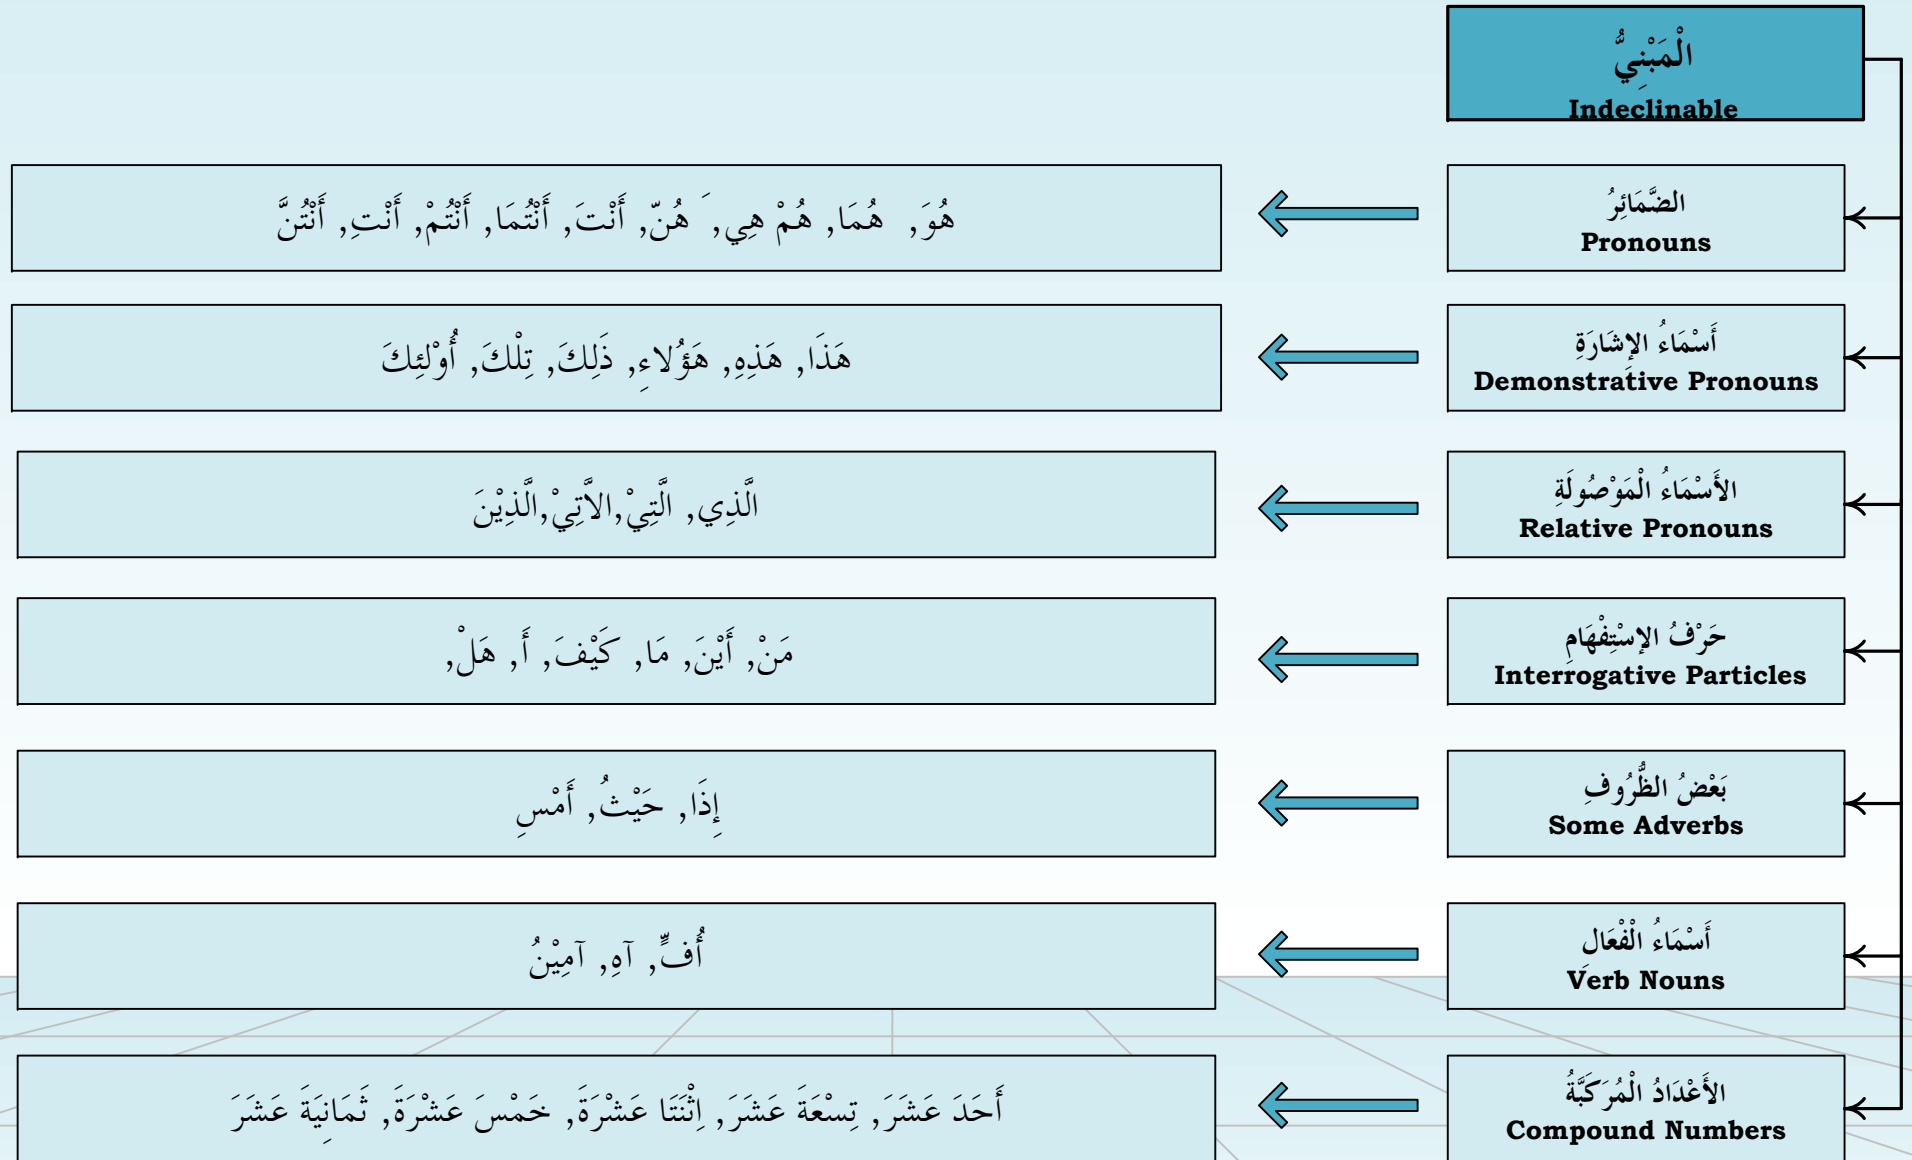 الْمَبْنِيُّ
Indeclinable
الضَّمَائِرُ
Pronouns
هُوَ, هُمَا, هُمْ هِي, َ هُنّ, أَنْتَ, أَنْتُمَا, أَنْتُمْ, أَنْتِ, أَنْتُنَّ
أَسْمَاءُ الإِشَارَةِ
Demonstrative Pronouns
هَذَا, هَذِهِ, هَؤُلاءِ, ذَلِكَ, تِلْكَ, أُوْلئِكَ
الأَسْمَاءُ الْمَوْصُولَةِ
Relative Pronouns
الَّذِي, الَّتِيْ,الاَّتِيْ,الَّذِيْنَ
حَرْفُ الإسْتِفْهَامِ
Interrogative Particles
مَنْ, أَيْنَ, مَا, كَيْفَ, أَ, هَلْ,
بَعْضُ الظُّرُوفِ
Some Adverbs
إِذَا, حَيْثُ, أَمْسِ
أَسْمَاءُ الْفْعَالِ
Verb Nouns
أُفٍّ, آهِ, آمِيْنُ
الأَعْدَادُ الْمُرَكَبَّةُ
Compound Numbers
أَحَدَ عَشَرَ, تِسْعَةَ عَشَرَ, اِثْنَتَا عَشْرَةَ, خَمْسَ عَشْرَةَ, ثَمَانِيَةَ عَشَرَ